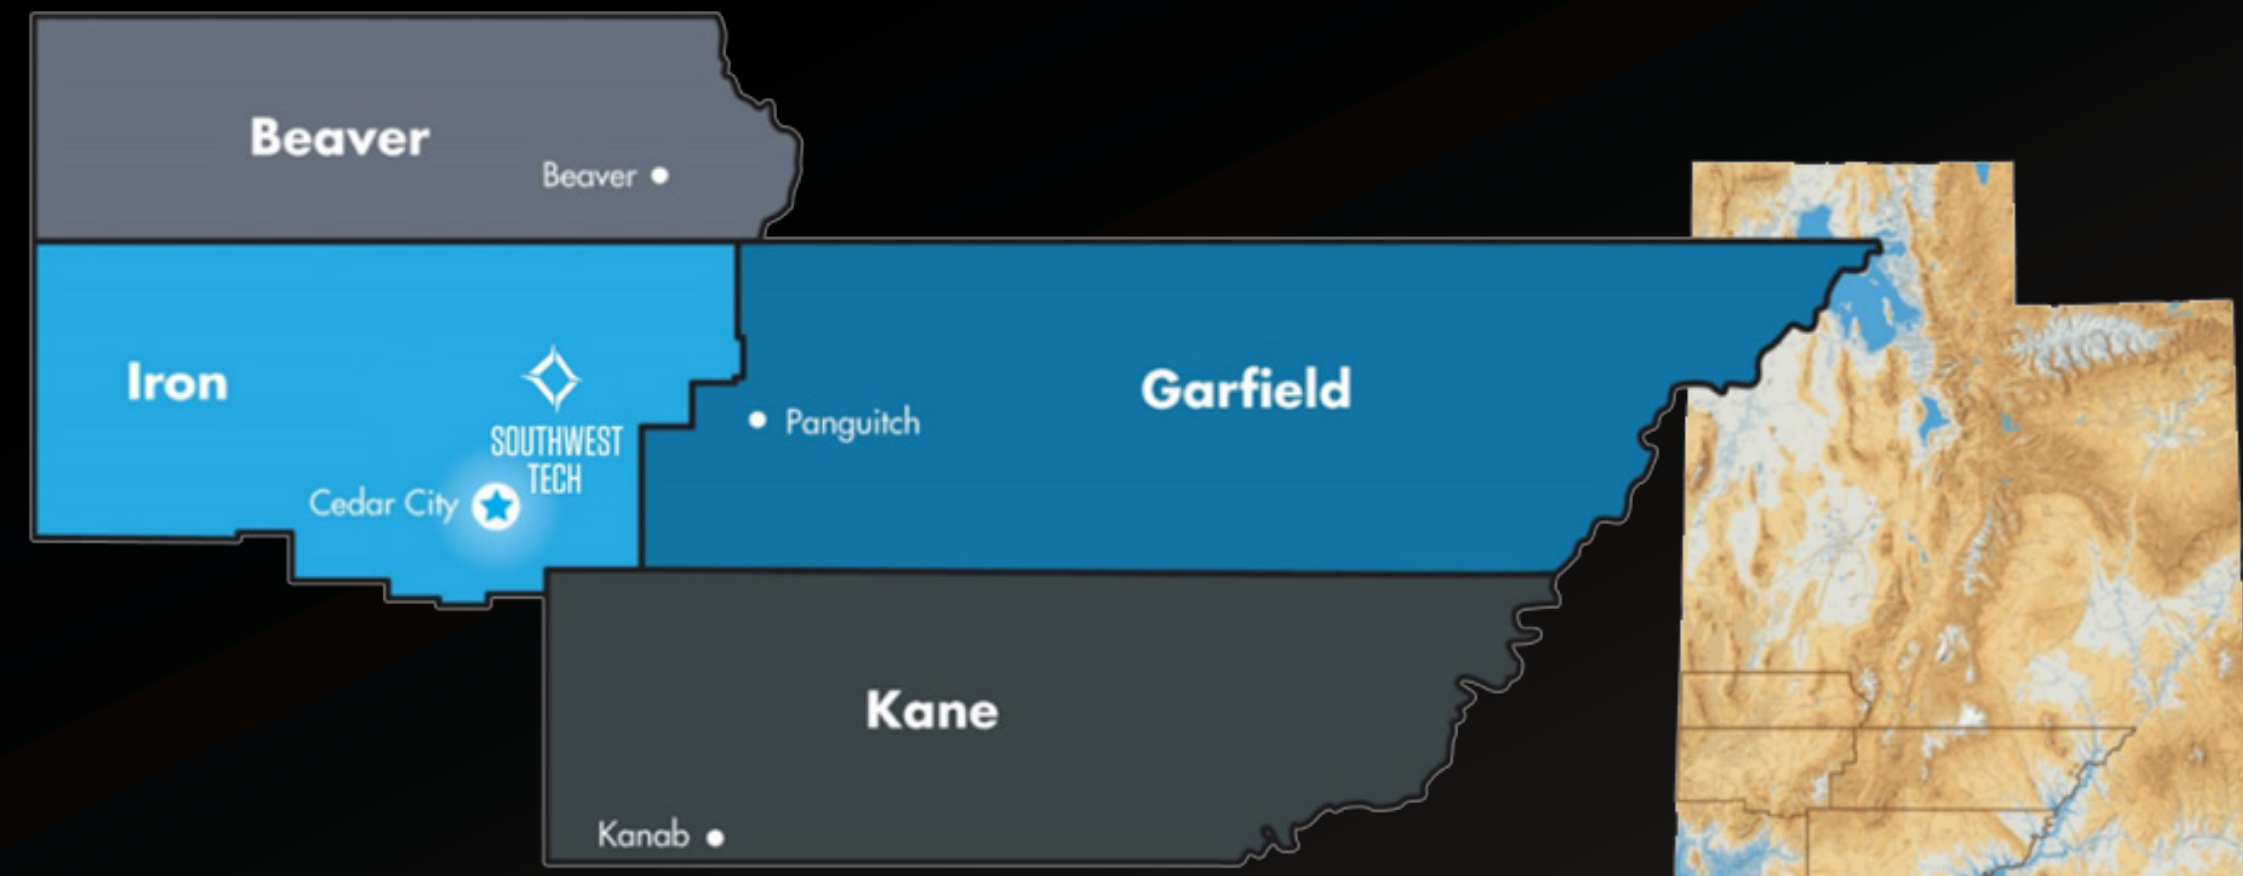 Beaver
Beaver
Iron
SOUTHWEST
TECH
Cedar City
Garfield
Panguitch
Kane
Kanab